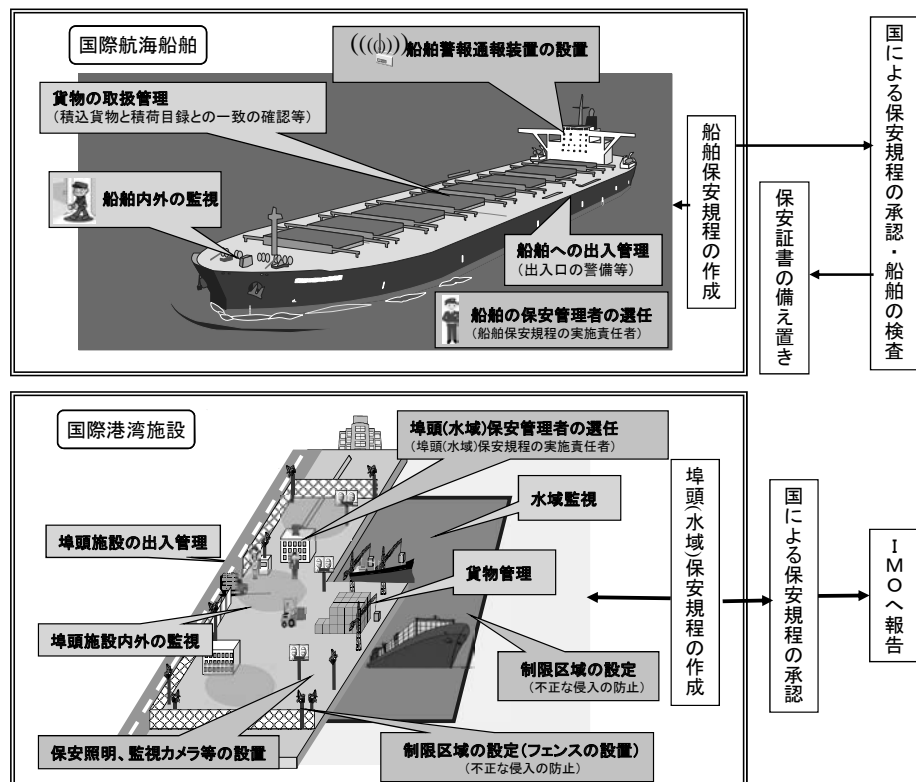 国際航海船舶
船舶警報通報装置の設置
貨物の取扱管理
(積込貨物と積荷目録との一致の確認等)
船舶内外の監視
船舶への出入管理
(出入口の警備等)
船舶の保安管理者の選任
(船舶保安規程の実施責任者)
船舶保安規程の作成
保安証書の備え置き
国による保安規程の承認・船舶の検査
国際港湾施設
埠頭(水域)保安管理者の選任
(埠頭(水域)保安規程の実施責任者)
水域監視
埠頭施設の出入管理
貨物管理
埠頭施設内外の監視
制限区域の設定
(不正な侵入の防止)
保安照明、監視カメラ等の設置
制限区域の設定(フェンスの設置)
(不正な侵入の防止)
埠頭(水域)保安規程の作成
国による保安規程の承認
IMOへ報告